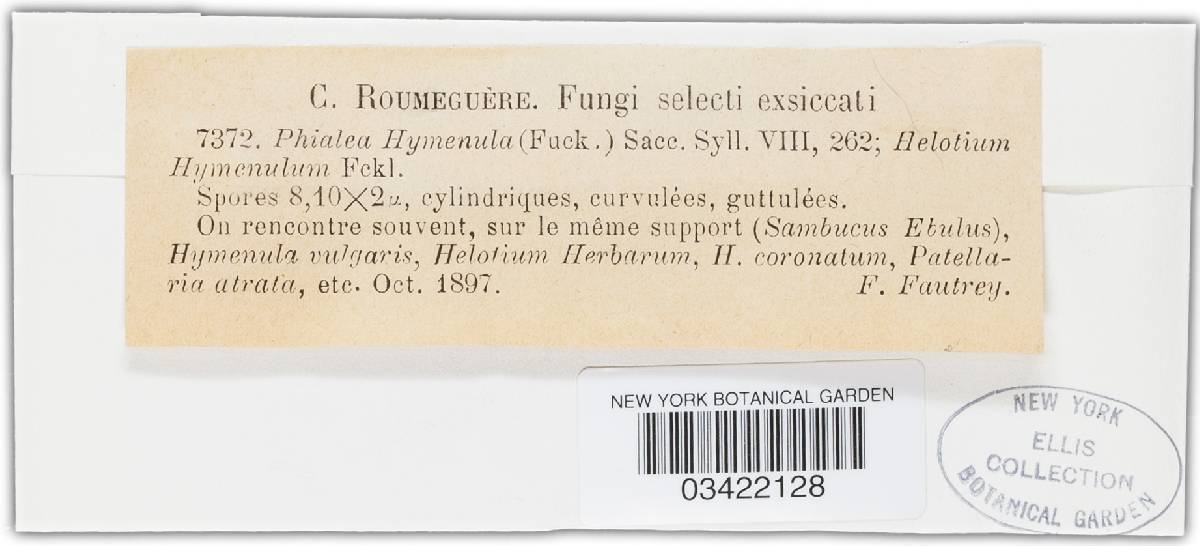 C. ROUMEGUÈRE. Fungi selecti exsiccati
7372. Phialea Hymenula (Fuck.) Sacc. Syll. VIII, 262; Helotium
Hymenulum Fckl.
Spores 8,10×2µ, cylindriques, curvulées, guttulées.
On rencontre souvent, sur le même support (Sambucus Ebulus),
Hymenula vulgaris, Helotium Herbarum, H. coronatum, Patella-
ria atrata, etc. Oct. 1897. F. Fautrey.
NEW YORK BOTANICAL GARDEN
03422128
NEW YORK
ELLIS
COLLECTION
BOTANICAL GARDEN